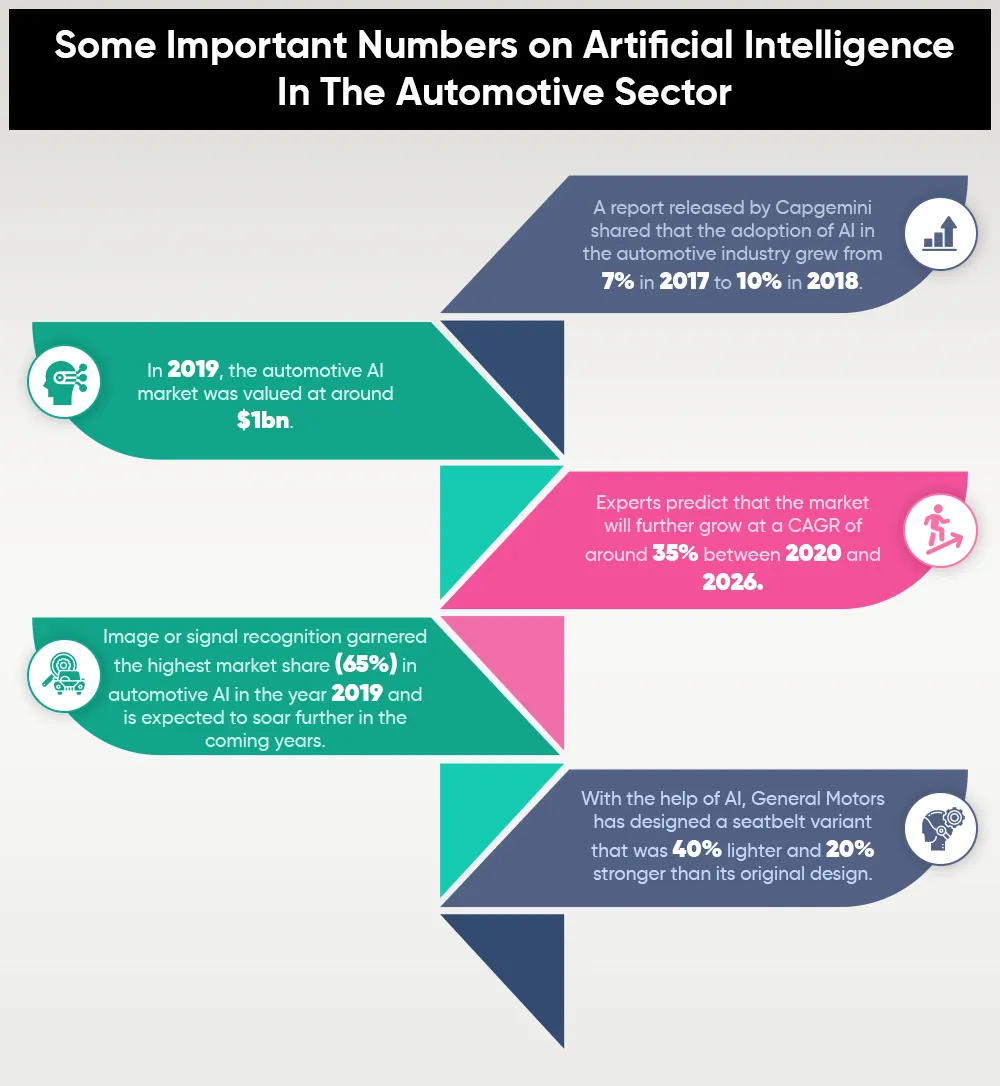 Some Important Numbers on Artificial Intelligence
In The Automotive Sector
A report released by Capgemini
shared that the adoption of AI in
the automotive industry grew from
7% in 2017 to 10% in 2018.
In 2019, the automotive AI
market was valued at around
$1bn.
Experts predict that the market
will further grow at a CAGR of
around 35% between 2020 and
2026.
Image or signal recognition garnered
the highest market share (65%) in
automotive AI in the year 2019 and
is expected to soar further in the
coming years.
With the help of AI, General Motors
has designed a seatbelt variant
that was 40% lighter and 20%
stronger than its original design.